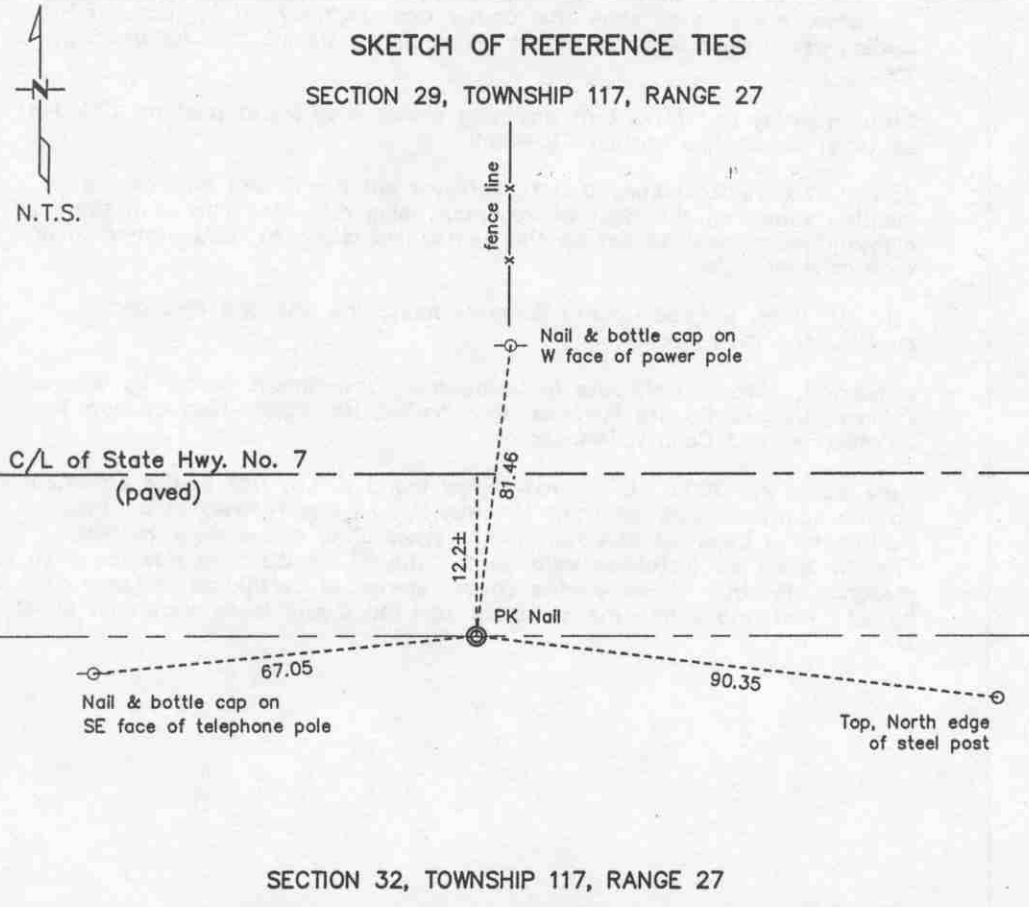 SKETCH OF REFERENCE TIES
SECTION 29, TOWNSHIP 117, RANGE 27
N
N.T.S.
fence line
x
x
Nail & bottle cap on
W face of power pole
C/L of State Hwy. No. 7
(paved)
81.46
12.2±
PK Nail
67.05
90.35
Nail & bottle cap on
SE face of telephone pole
Top, North edge
of steel post
SECTION 32, TOWNSHIP 117, RANGE 27